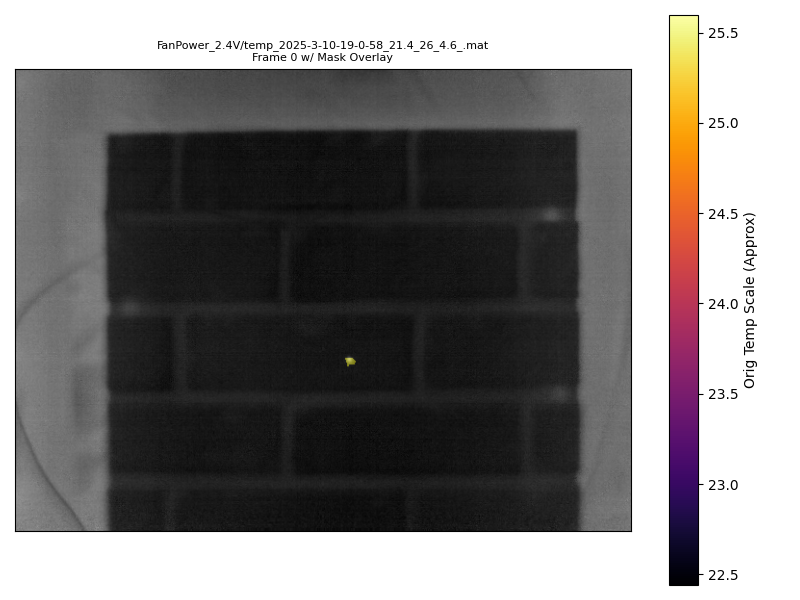 FanPower_2.4V/temp_2025-3-10-19-0-58_21.4_26_4.6_.mat
Frame 0 w/ Mask Overlay
25.5
25.0
24.5
24.0
23.5
23.0
22.5
Orig Temp Scale (Approx)